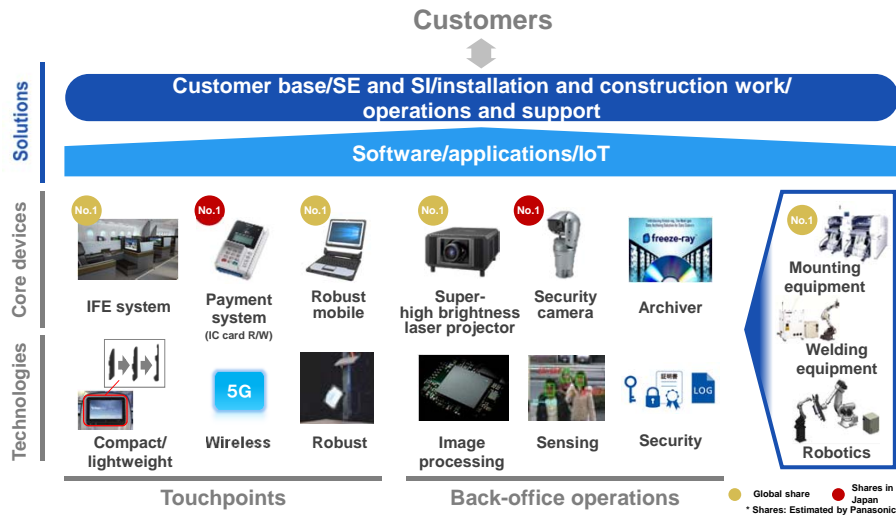 Customers
Solutions
Customer base/SE and SI/installation and construction work/
operations and support
Software/applications/IoT
Core devices
No.1
IFE system
No.1
Payment
system
(IC card R/W)
No.1
Robust
mobile
No.1
Super-
high brightness
laser projector
No.1
Security
camera
freeze-ray
Archiver
No.1
Mounting
equipment
Welding
equipment
Robotics
Technologies
Compact/
lightweight
5G
Wireless
Robust
Image
processing
Sensing
証明書
LOG
Security
Touchpoints
Back-office operations
Global share
Shares in
Japan
* Shares: Estimated by Panasonic